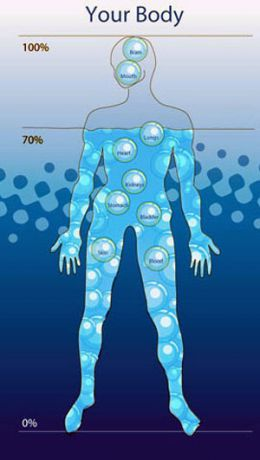 Your Body
100%
Brain
Mouth
70%
Lungs
Heart
Kidneys
Stomach
Bladder
Skin
Blood
0%